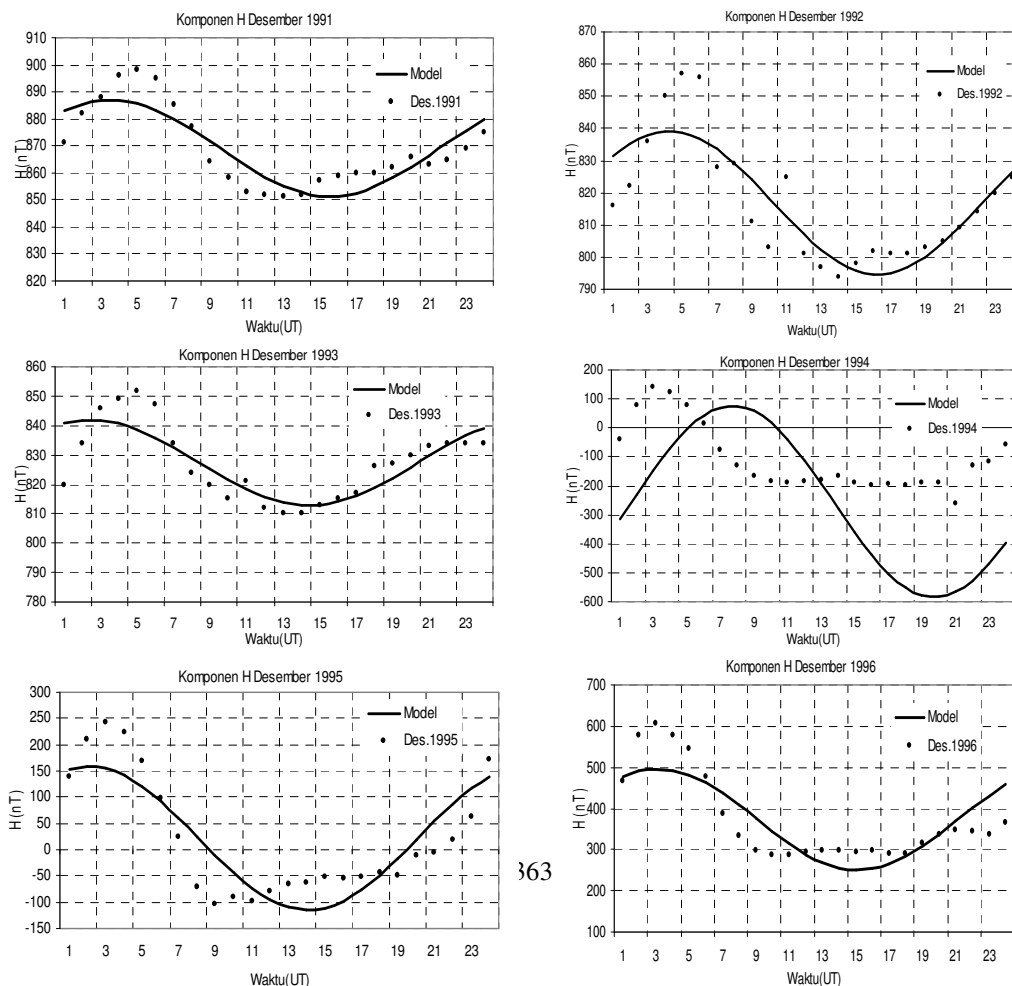 Komponen H Desember 1991
910
900
890
880
870
860
850
840
830
820
H (nT)
Model
Des.1991
1 3 5 7 9 11 13 15 17 19 21 23
Waktu(UT)
Komponen H Desember 1992
870
860
850
840
830
820
810
800
790
H (nT)
Model
Des.1992
1 3 5 7 9 11 13 15 17 19 21 23
Waktu(UT)
Komponen H Desember 1993
860
850
840
830
820
810
800
790
780
H (nT)
Model
Des.1993
1 3 5 7 9 11 13 15 17 19 21 23
Waktu(UT)
Komponen H Desember 1994
200
100
0
-100
-200
-300
-400
-500
-600
H (nT)
Model
Des.1994
1 3 5 7 9 11 13 15 17 19 21 23
Waktu(UT)
Komponen H Desember 1995
300
250
200
150
100
50
0
-50
-100
-150
H (nT)
Model
Des.1995
1 3 5 7 9 11 13 15 17 19 21 23
Waktu(UT)
Komponen H Desember 1996
700
600
500
400
300
200
100
H (nT)
Model
Des.1996
1 3 5 7 9 11 13 15 17 19 21 23
Waktu(UT)